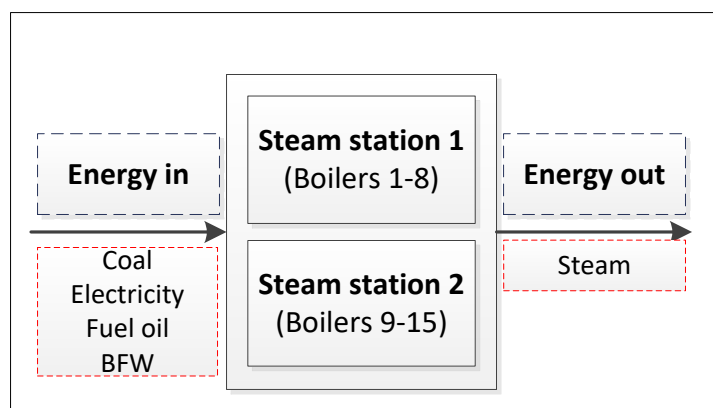 Energy in
Coal
Electricity
Fuel oil
BFW
Steam station 1
(Boilers 1-8)
Steam station 2
(Boilers 9-15)
Energy out
Steam